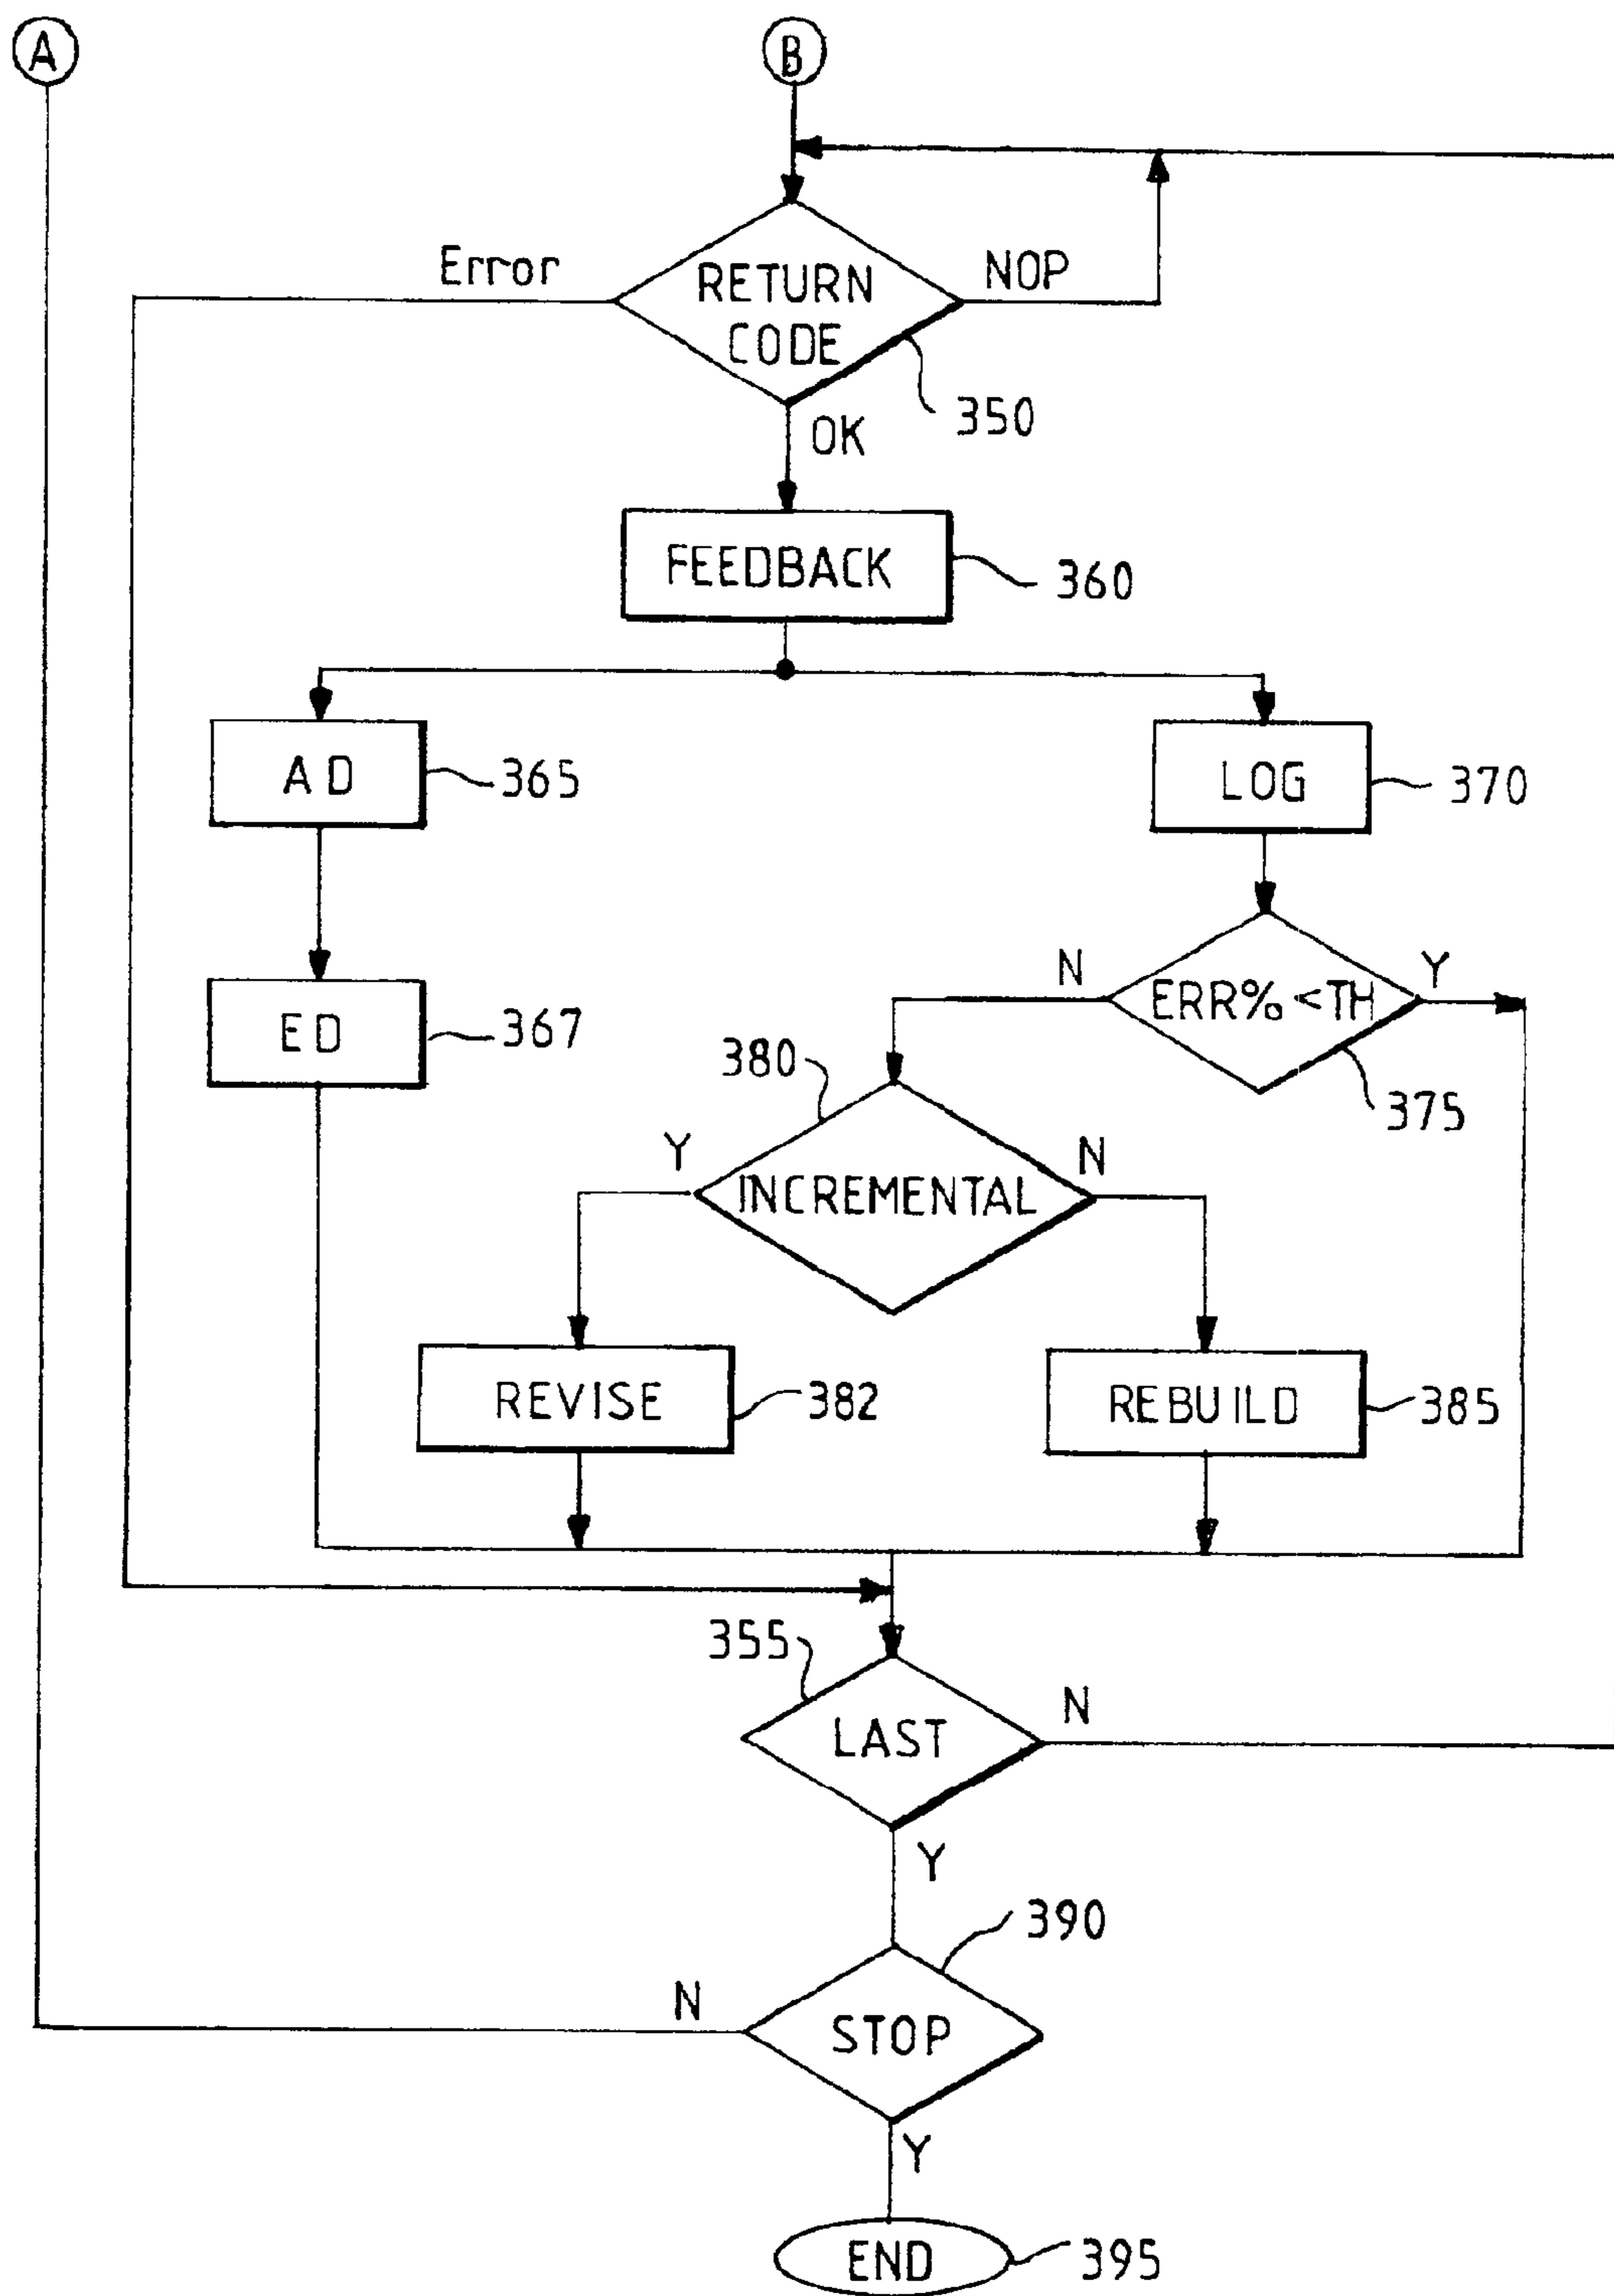 A
B
Error
RETURN
CODE
NOP
350
OK
FEEDBACK
360
AD
365
LOG
370
N
ERR% <TH
Y
375
ED
367
380
Y
INCREMENTAL
N
REVISE
382
REBUILD
385
355
LAST
N
Y
390
N
STOP
Y
END
395